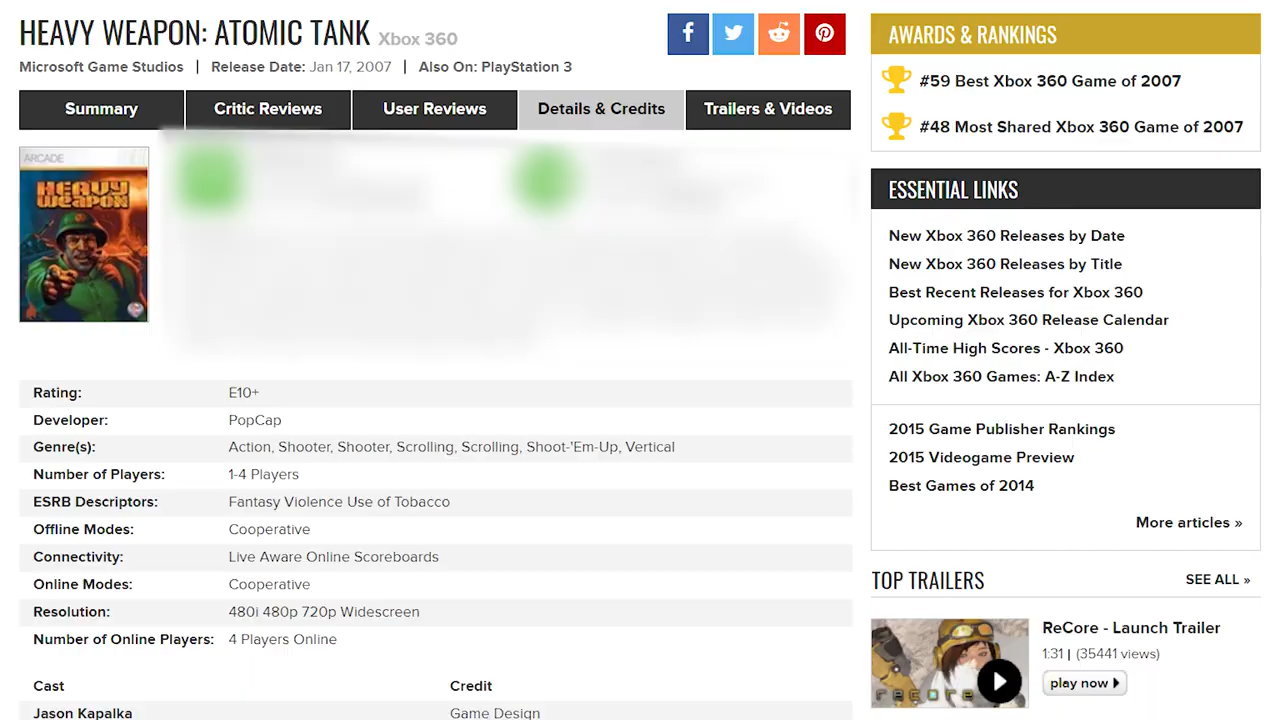 HEAVY WEAPON: ATOMIC TANK Xbox 360
Microsoft Game Studios | Release Date: Jan 17, 2007 | Also On: PlayStation 3
Summary Critic Reviews User Reviews Details & Credits Trailers & Videos
ARCADE
HEAVY
WEAPON
Rating: E10+
Developer: PopCap
Genre(s): Action, Shooter, Shooter, Scrolling, Scrolling, Shoot-'Em-Up, Vertical
Number of Players: 1-4 Players
ESRB Descriptors: Fantasy Violence Use of Tobacco
Offline Modes: Cooperative
Connectivity: Live Aware Online Scoreboards
Online Modes: Cooperative
Resolution: 480i 480p 720p Widescreen
Number of Online Players: 4 Players Online
Cast Credit
Jason Kapalka Game Design
AWARDS & RANKINGS
#59 Best Xbox 360 Game of 2007
#48 Most Shared Xbox 360 Game of 2007
ESSENTIAL LINKS
New Xbox 360 Releases by Date
New Xbox 360 Releases by Title
Best Recent Releases for Xbox 360
Upcoming Xbox 360 Release Calendar
All-Time High Scores - Xbox 360
All Xbox 360 Games: A-Z Index
2015 Game Publisher Rankings
2015 Videogame Preview
Best Games of 2014
More articles »
TOP TRAILERS SEE ALL »
ReCore - Launch Trailer
1:31 | (35441 views)
play now
recore